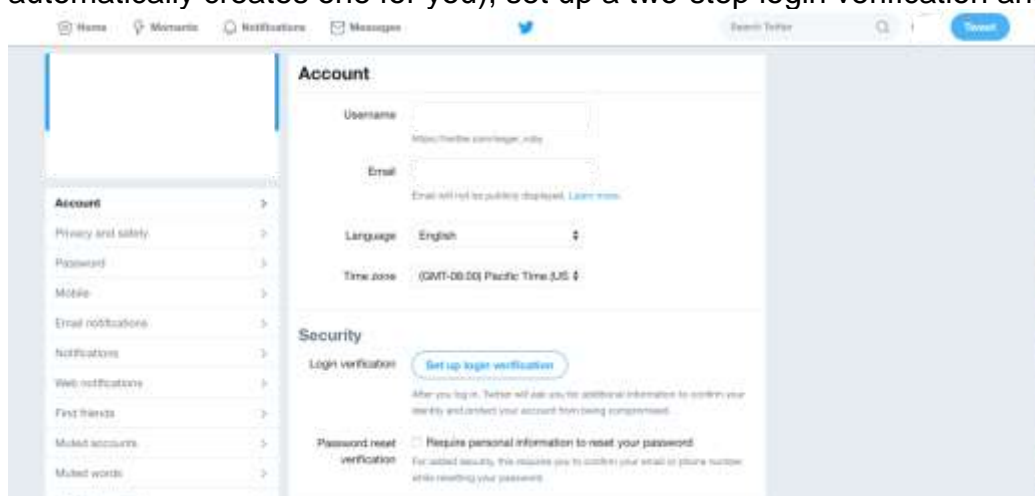 automatically creates one for you), set up a two-step login verification an
Home Moments Notifications Messages Search Twitter Tweet
Account
Username
Email
Email will not be publicly displayed. Learn more.
Account
Privacy and safety
Language English
Password
Time zone (GMT-08:00) Pacific Time (US
Mobile
Email notifications
Security
Notifications
Login verification Set up login verification
Web notifications
After you log in, Twitter will ask you for additional information to confirm your
identity and protect your account from being compromised.
Find friends
Muted accounts
Password reset verification
Require personal information to reset your password
For added security, this requires you to confirm your email or phone number
while resetting your password.
Muted words